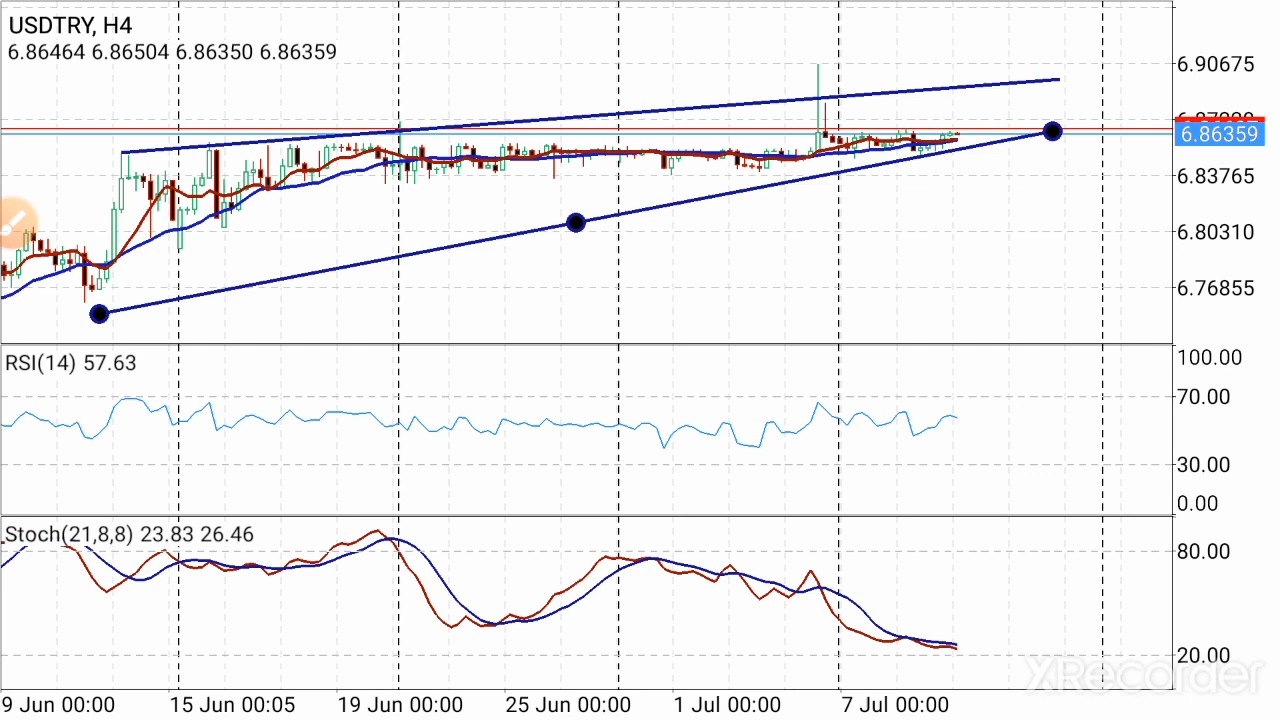 USDTRY, H4
6.86464 6.86504 6.86350 6.86359
6.90675
6.86359
6.83765
6.80310
6.76855
RSI(14) 57.63
100.00
70.00
30.00
0.00
Stoch(21,8,8) 23.83 26.46
80.00
20.00
XRecorder
9 Jun 00:00 15 Jun 00:05 19 Jun 00:00 25 Jun 00:00 1 Jul 00:00 7 Jul 00:00